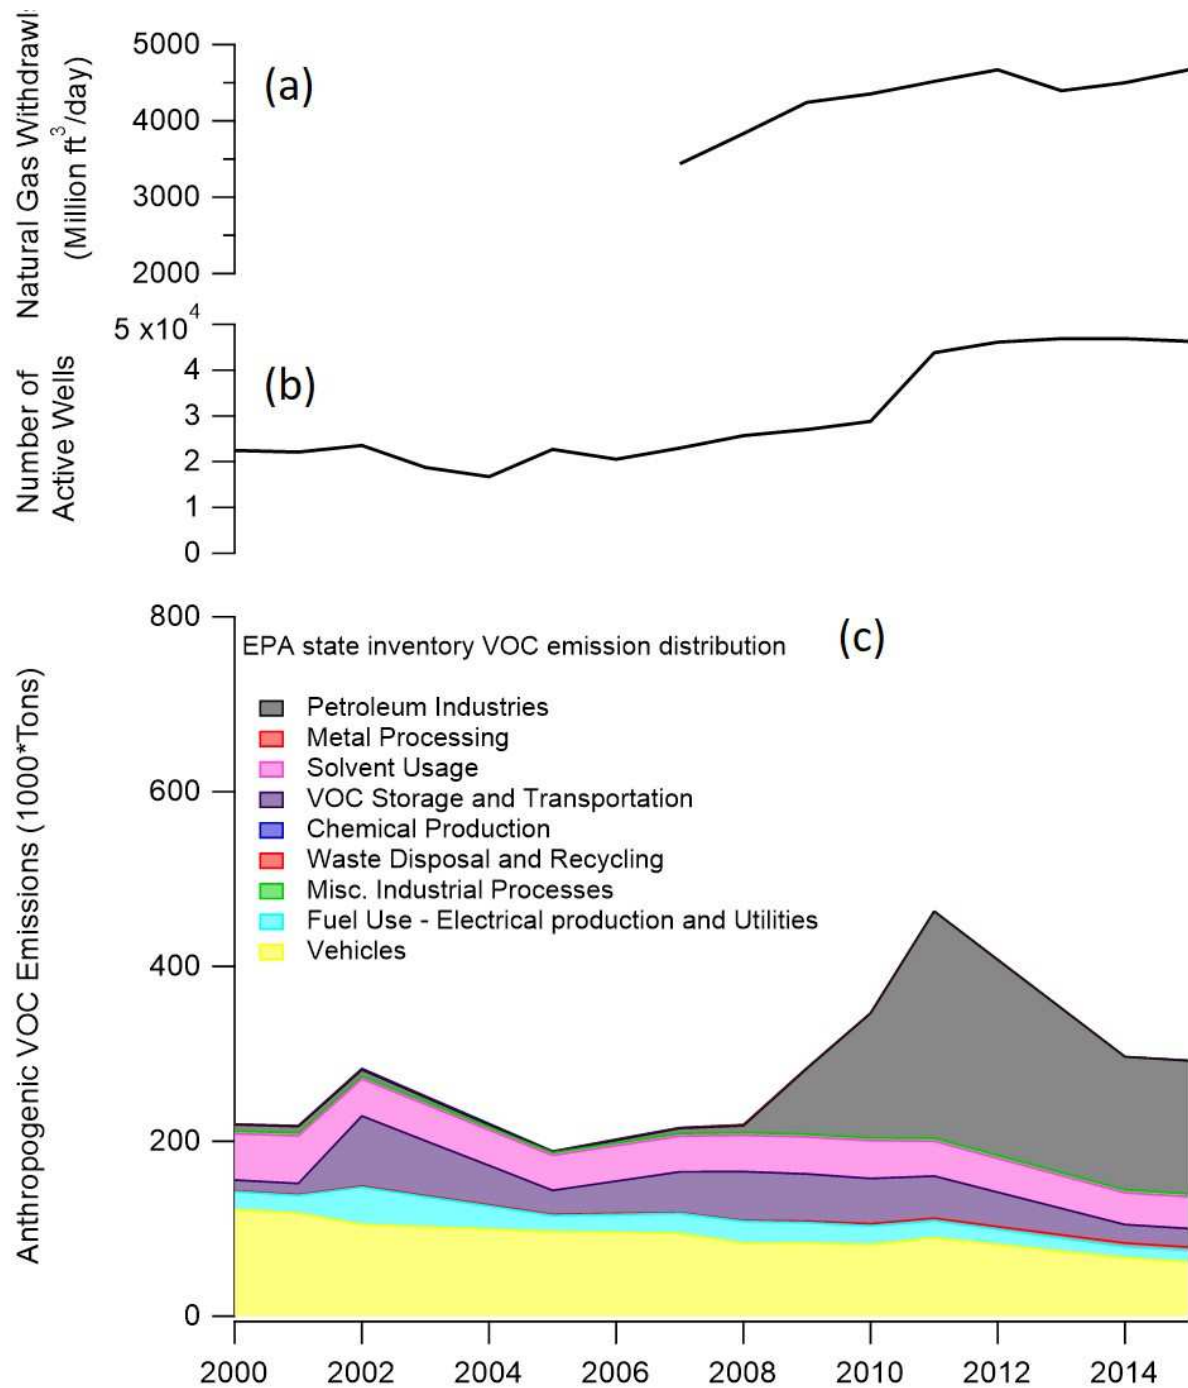 Natural Gas Withdrawls
(Million ft³/day)
5000
4000
3000
2000
(a)
Number of
Active Wells
5 x10⁴
4
3
2
1
0
(b)
Anthropogenic VOC Emissions (1000*Tons)
800
600
400
200
0
EPA state inventory VOC emission distribution
(c)
Petroleum Industries
Metal Processing
Solvent Usage
VOC Storage and Transportation
Chemical Production
Waste Disposal and Recycling
Misc. Industrial Processes
Fuel Use - Electrical production and Utilities
Vehicles
2000 2002 2004 2006 2008 2010 2012 2014